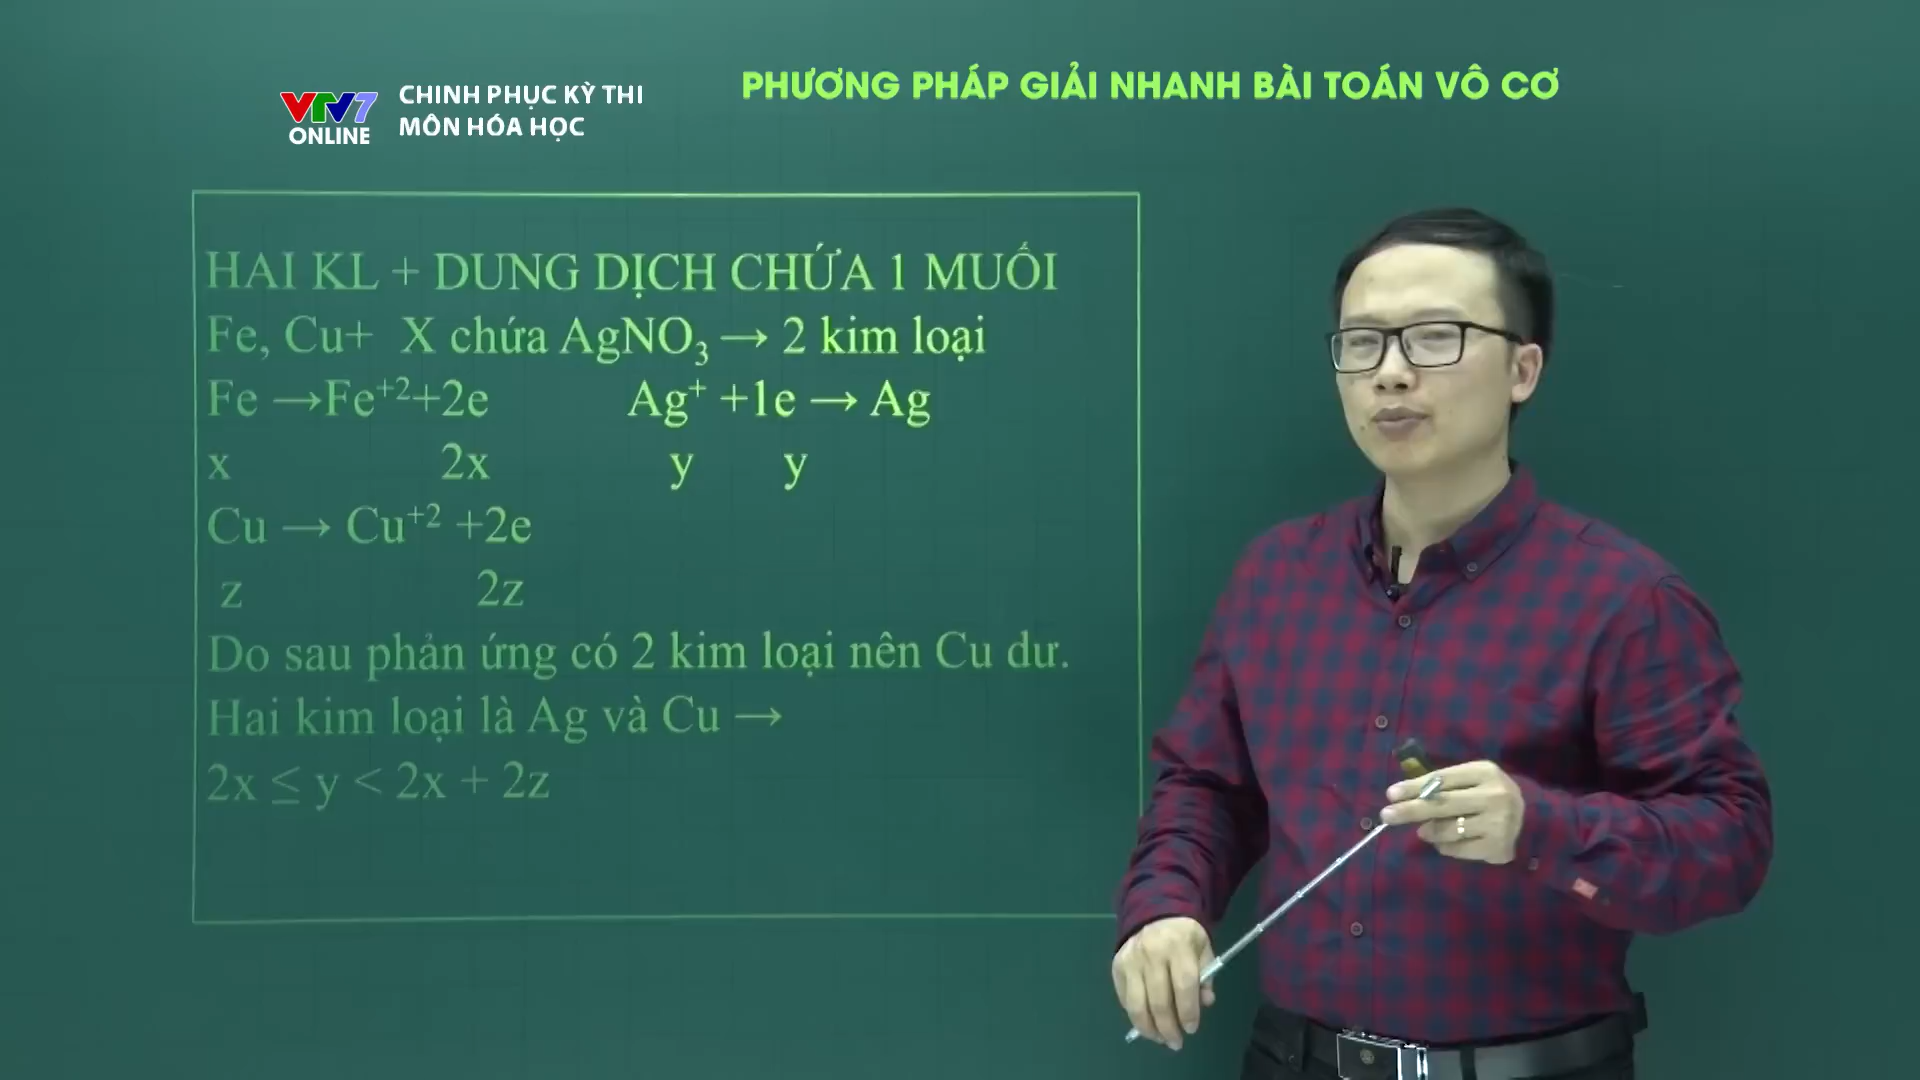 VTV7
ONLINE
CHINH PHỤC KỲ THI
MÔN HÓA HỌC
PHƯƠNG PHÁP GIẢI NHANH BÀI TOÁN VÔ CƠ
HAI KL + DUNG DỊCH CHỨA 1 MUỐI
Fe, Cu+ X chứa AgNO₃ → 2 kim loại
Fe →Fe⁺²+2e Ag⁺ +1e → Ag
x 2x y y
Cu → Cu⁺² +2e
z 2z
Do sau phản ứng có 2 kim loại nên Cu dư.
Hai kim loại là Ag và Cu →
2x ≤ y < 2x + 2z